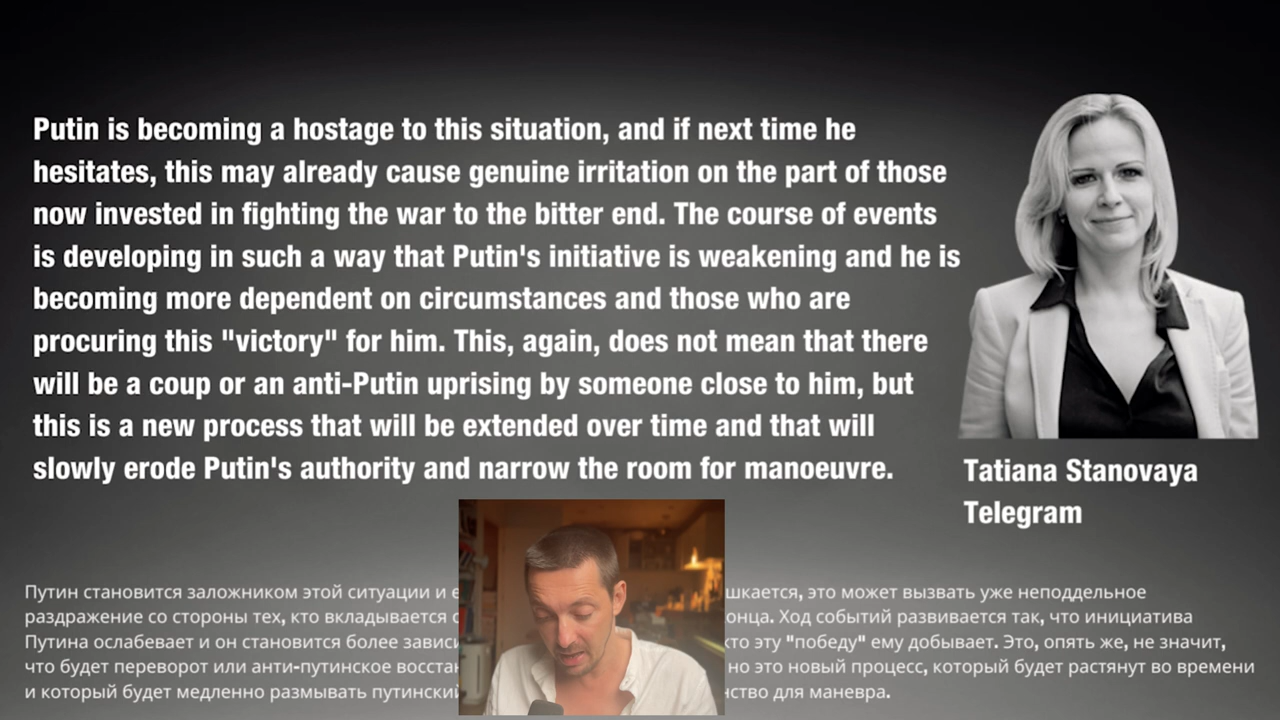 Putin is becoming a hostage to this situation, and if next time he
hesitates, this may already cause genuine irritation on the part of those
now invested in fighting the war to the bitter end. The course of events
is developing in such a way that Putin's initiative is weakening and he is
becoming more dependent on circumstances and those who are
procuring this "victory" for him. This, again, does not mean that there
will be a coup or an anti-Putin uprising by someone close to him, but
this is a new process that will be extended over time and that will
slowly erode Putin's authority and narrow the room for manoeuvre.
Tatiana Stanovaya
Telegram
Путин становится заложником этой ситуации и это может вызвать уже неподдельное
раздражение со стороны тех, кто вкладывается Ход событий развивается так, что инициатива
Путина ослабевает и он становится более кто эту "победу" ему добывает. Это, опять же, не значит,
что будет переворот или анти-путинское но это новый процесс, который будет растянут во времени
и который будет медленно размывать для маневра.